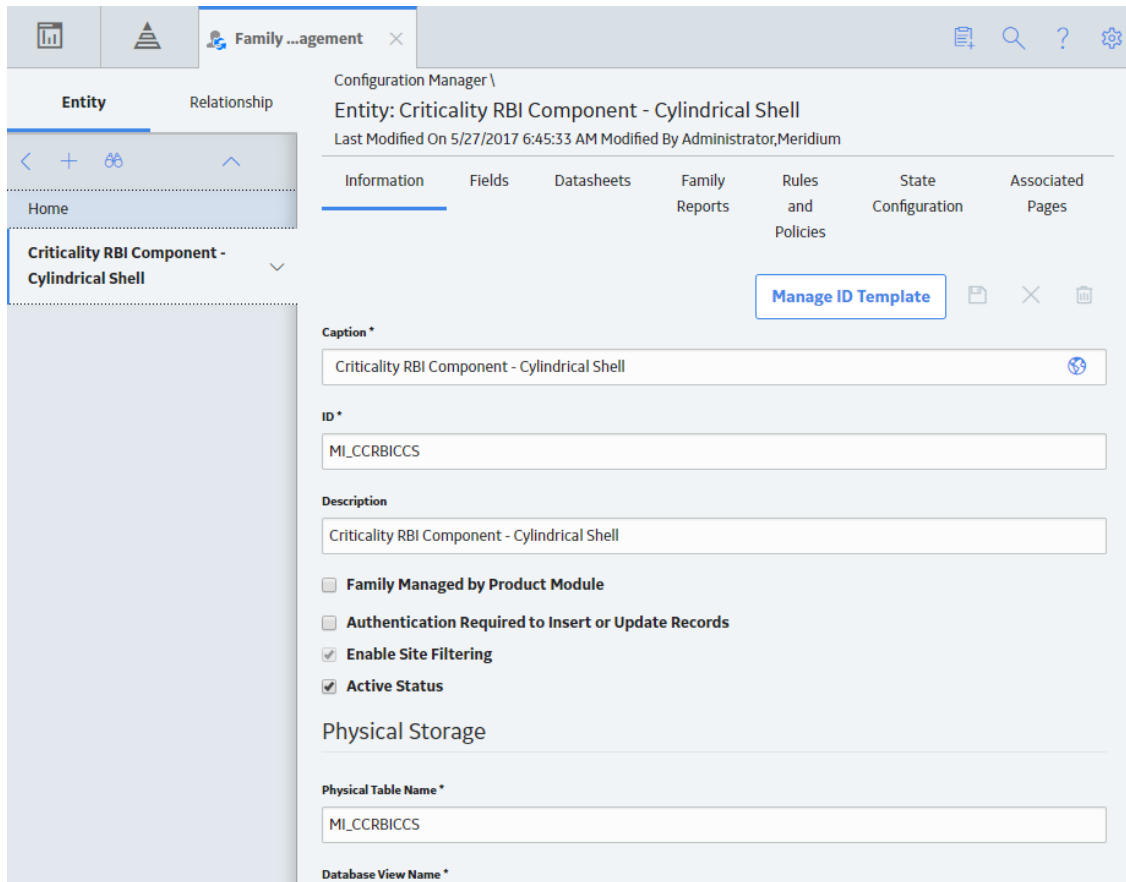 Family ...agement
Entity
Relationship
Home
Criticality RBI Component -
Cylindrical Shell
Configuration Manager \
Entity: Criticality RBI Component - Cylindrical Shell
Last Modified On 5/27/2017 6:45:33 AM Modified By Administrator,Meridium
Information
Fields
Datasheets
Family
Reports
Rules
and
Policies
State
Configuration
Associated
Pages
Manage ID Template
Caption *
Criticality RBI Component - Cylindrical Shell
ID *
MI_CCRBICCS
Description
Criticality RBI Component - Cylindrical Shell
Family Managed by Product Module
Authentication Required to Insert or Update Records
Enable Site Filtering
Active Status
Physical Storage
Physical Table Name *
MI_CCRBICCS
Database View Name *